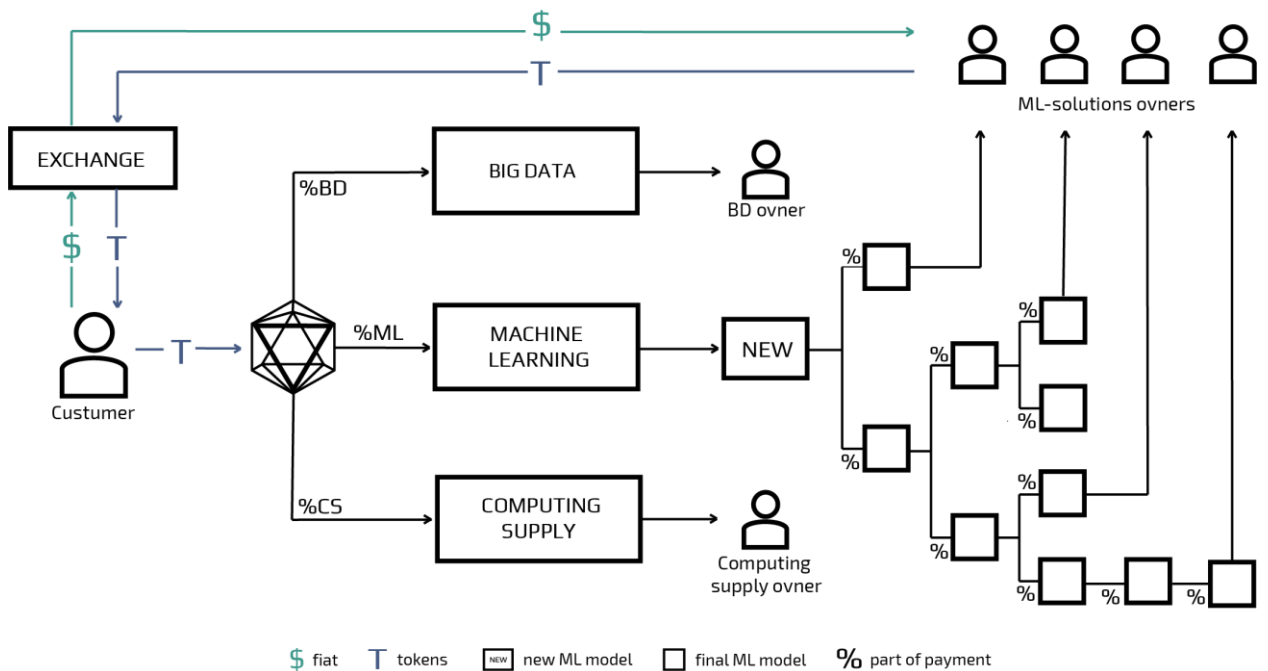 $
T
ML-solutions ovners
EXCHANGE
$
T
%BD
BIG DATA
BD ovner
%
%
Custumer
T
%ML
MACHINE
LEARNING
NEW
%
%
%
%
%CS
COMPUTING
SUPPLY
Computing
supply ovner
%
%
%
%
%
$ fiat
T tokens
NEW new ML model
final ML model
% part of payment